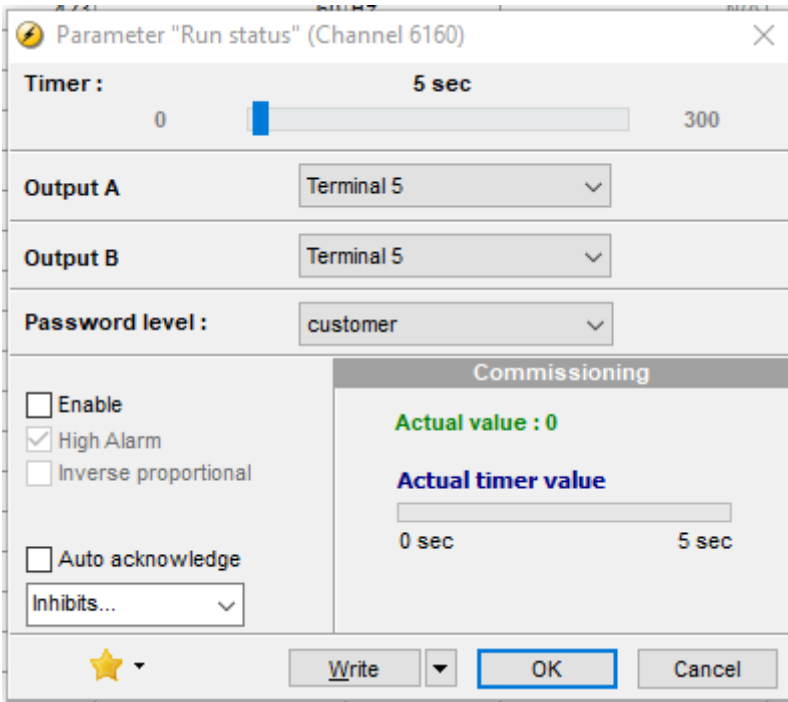 Parameter "Run status" (Channel 6160)
Timer : 5 sec
0 300
Output A Terminal 5
Output B Terminal 5
Password level : customer
Commissioning
Enable
High Alarm
Inverse proportional
Actual value : 0
Actual timer value
0 sec 5 sec
Auto acknowledge
Inhibits...
Write OK Cancel